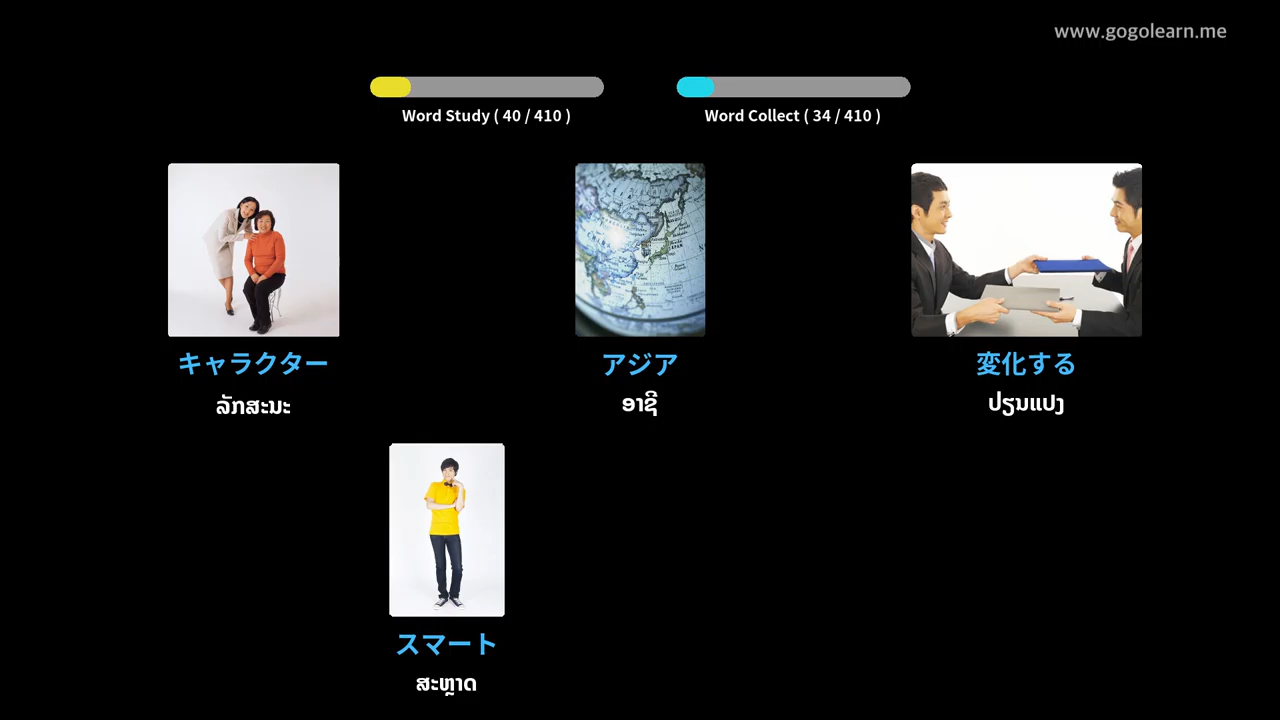 www.gogolearn.me
Word Study ( 40 / 410 )
Word Collect ( 34 / 410 )
キャラクター
アジア
変化する
ລັກສະນະ
ອາຊີ
ປຽນແປງ
スマート
ສະຫຼາດ